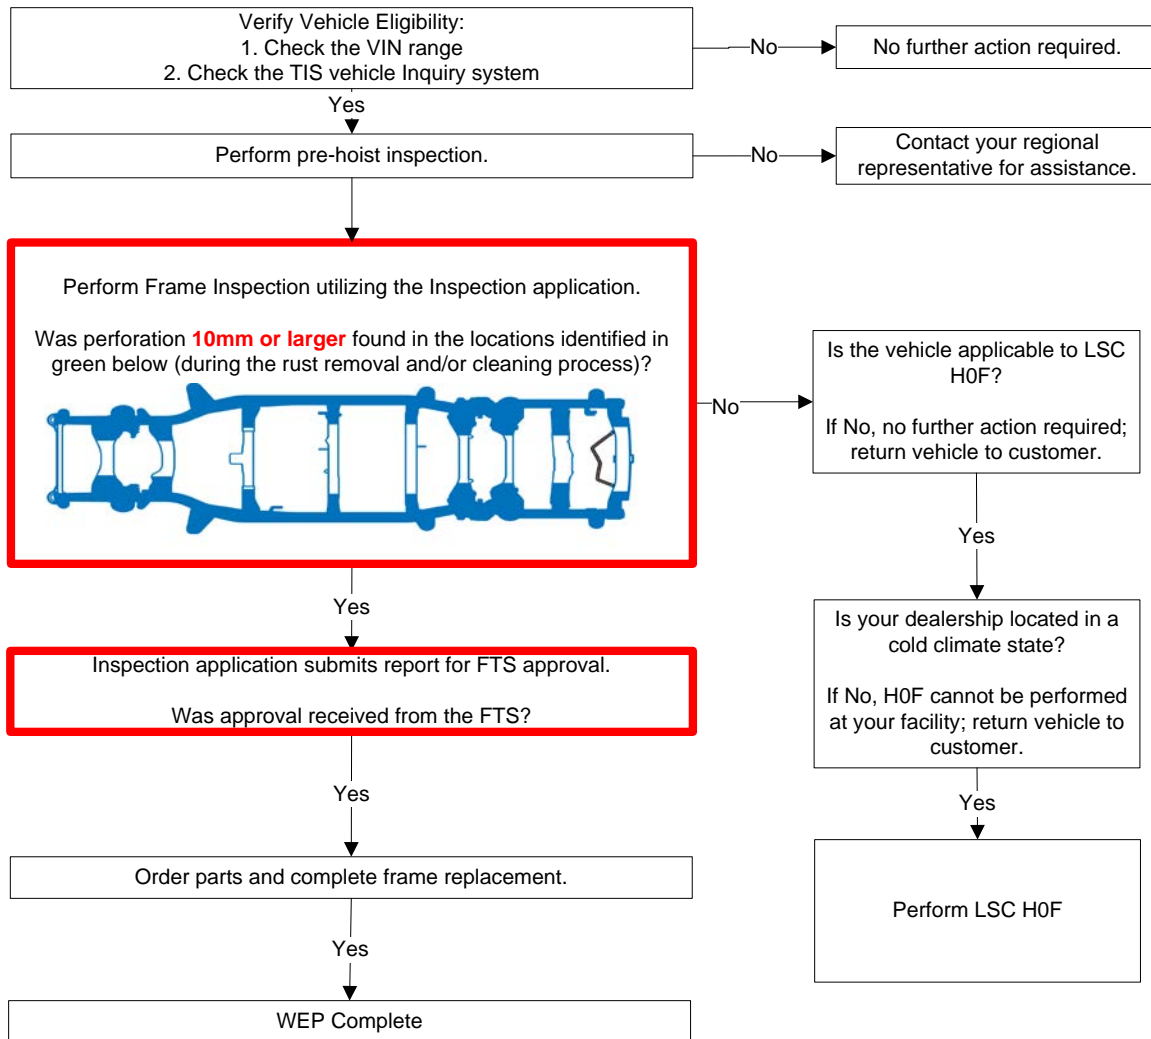 Verify Vehicle Eligibility:
1. Check the VIN range
2. Check the TIS vehicle Inquiry system
No
No further action required.
Yes
Perform pre-hoist inspection.
No
Contact your regional
representative for assistance.
Perform Frame Inspection utilizing the Inspection application.
Was perforation 10mm or larger found in the locations identified in
green below (during the rust removal and/or cleaning process)?
No
Is the vehicle applicable to LSC
H0F?
If No, no further action required;
return vehicle to customer.
Yes
Yes
Is your dealership located in a
cold climate state?
If No, H0F cannot be performed
at your facility; return vehicle to
customer.
Inspection application submits report for FTS approval.
Was approval received from the FTS?
Yes
Yes
Order parts and complete frame replacement.
Perform LSC H0F
Yes
WEP Complete